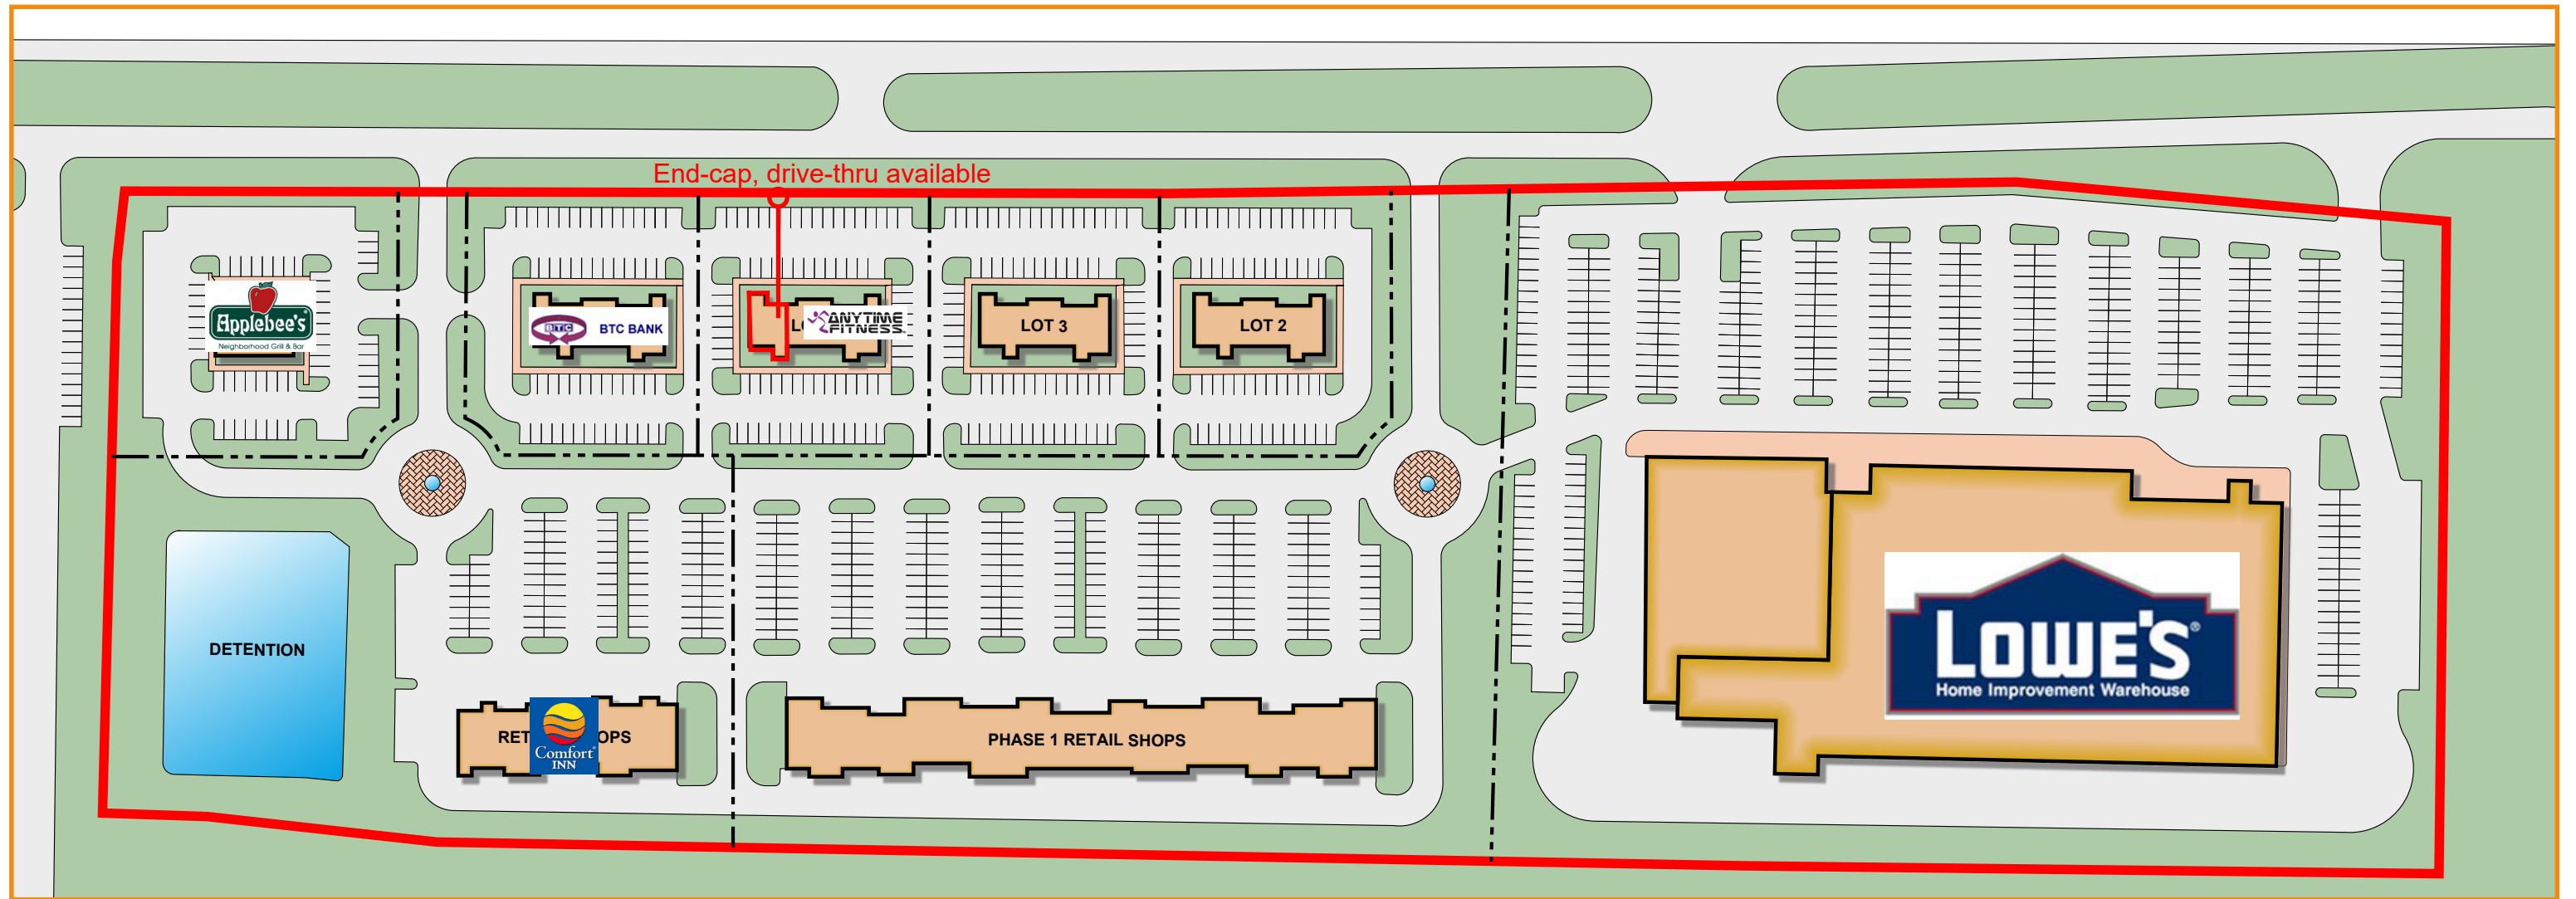 End-cap, drive-thru available
Applebee's
Neighborhood Grill & Bar
BTC
BTC BANK
ANYTIME
FITNESS
LOT 3
LOT 2
DETENTION
Comfort
INN
PHASE 1 RETAIL SHOPS
LOWE'S®
Home Improvement Warehouse